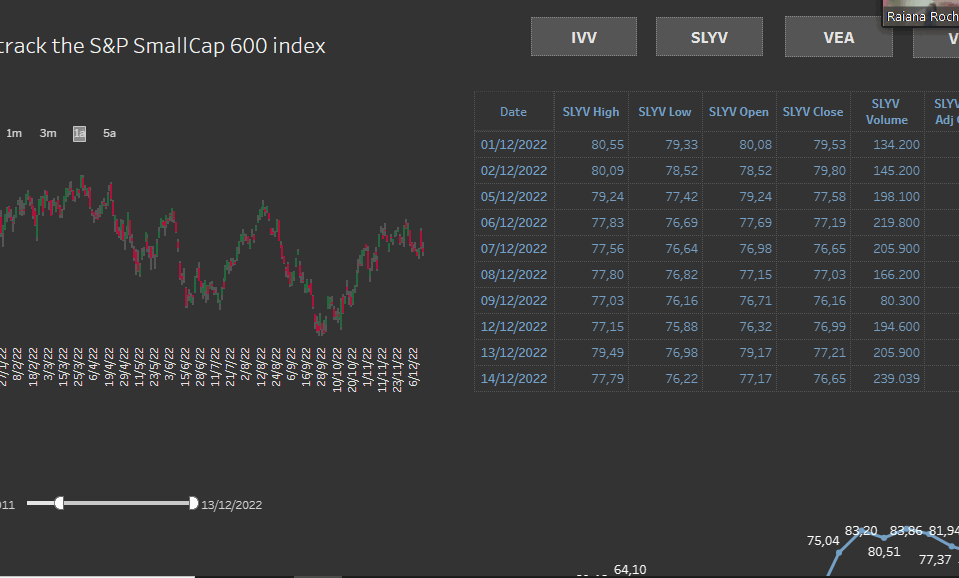 Raiana Roch
track the S&P SmallCap 600 index
IVV SLYV VEA V
1m 3m 1a 5a
Date SLYV High SLYV Low SLYV Open SLYV Close SLYV Volume SLYV Adj
01/12/2022 80,55 79,33 80,08 79,53 134.200
02/12/2022 80,09 78,52 78,52 79,80 145.200
05/12/2022 79,24 77,42 79,24 77,58 198.100
06/12/2022 77,83 76,69 77,69 77,19 219.800
07/12/2022 77,56 76,64 76,98 76,65 205.900
08/12/2022 77,80 76,82 77,15 77,03 166.200
09/12/2022 77,03 76,16 76,71 76,16 80.300
12/12/2022 77,15 75,88 76,32 76,99 194.600
13/12/2022 79,49 76,98 79,17 77,21 205.900
14/12/2022 77,79 76,22 77,17 76,65 239.039
27/1/22 8/2/22 18/2/22 3/3/22 15/3/22 25/3/22 6/4/22 19/4/22 29/4/22 11/5/22 23/5/22 3/6/22 15/6/22 28/6/22 11/7/22 21/7/22 2/8/22 12/8/22 24/8/22 6/9/22 16/9/22 28/9/22 10/10/22 20/10/22 1/11/22 11/11/22 23/11/22 6/12/22
011 13/12/2022
75,04 83,20 80,51 83,86 81,94 77,37
64,10